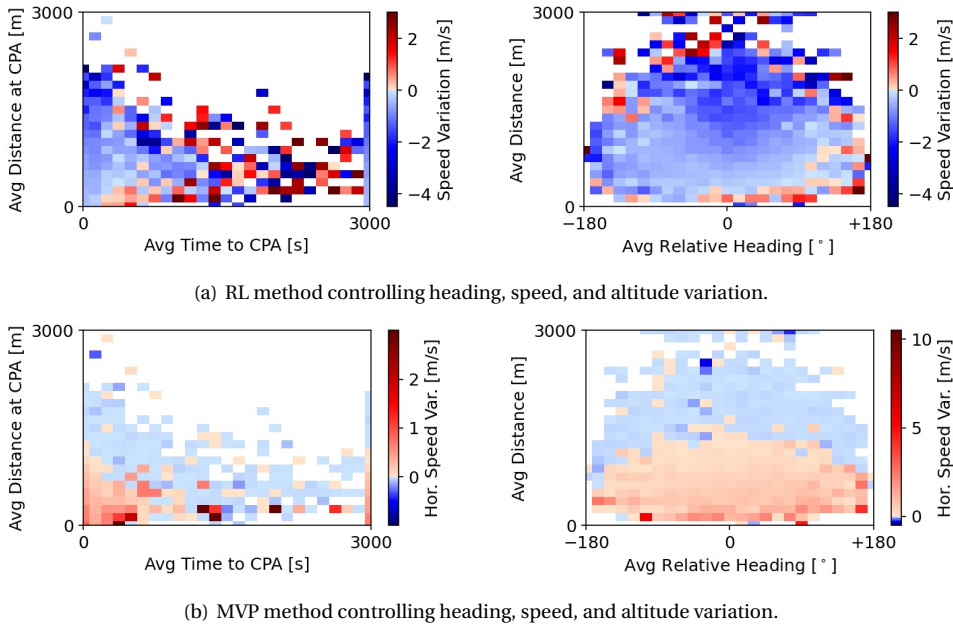 3000
Avg Distance at CPA [m]
0
0
3000
Avg Time to CPA [s]
2
0
−2
−4
Speed Variation [m/s]
3000
Avg Distance [m]
0
−180
0
+180
Avg Relative Heading [°]
2
0
−2
−4
Speed Variation [m/s]
(a) RL method controlling heading, speed, and altitude variation.
3000
Avg Distance at CPA [m]
0
0
3000
Avg Time to CPA [s]
2
1
0
Hor. Speed Var. [m/s]
3000
Avg Distance [m]
0
−180
0
+180
Avg Relative Heading [°]
10
5
0
Hor. Speed Var. [m/s]
(b) MVP method controlling heading, speed, and altitude variation.